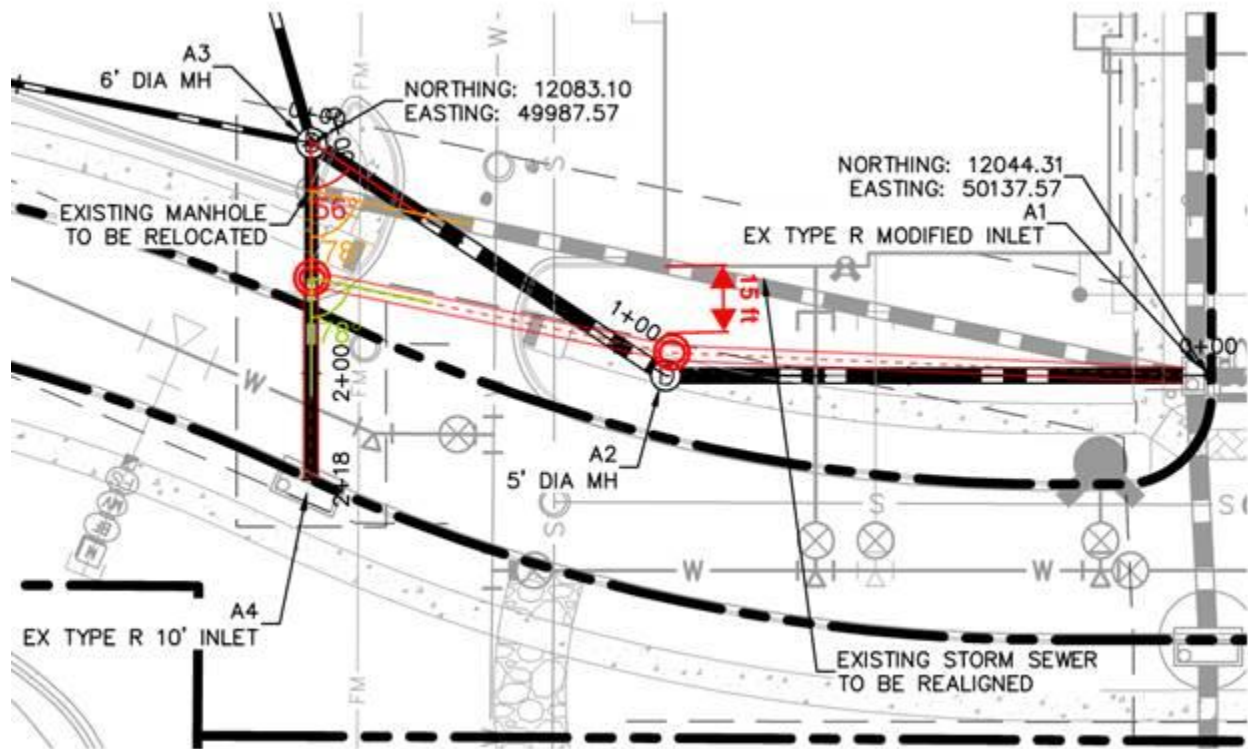 A3
6' DIA MH
NORTHING: 12083.10
EASTING: 49987.57
FM
W
S
NORTHING: 12044.31
EASTING: 50137.57
A1
EX TYPE R MODIFIED INLET
EXISTING MANHOLE
TO BE RELOCATED
56°
78°
78°
15 ft
1+00
0+00
2+00
FM
W
2+18
A2
5' DIA MH
S
S
S
W
W
A4
EX TYPE R 10' INLET
FM
EXISTING STORM SEWER
TO BE REALIGNED